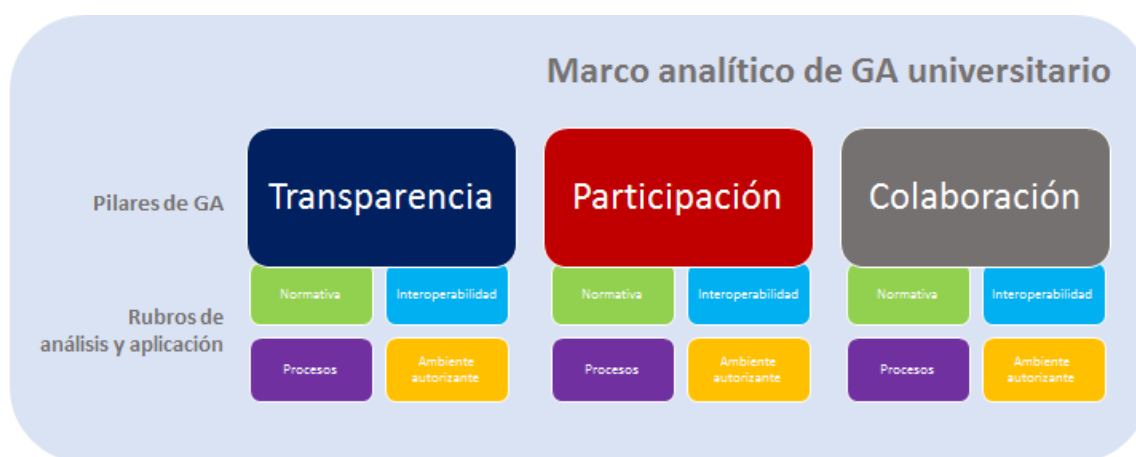 Marco analítico de GA universitario
Pilares de GA
Transparencia
Participación
Colaboración
Rubros de
análisis y aplicación
Normativa
Interoperabilidad
Normativa
Interoperabilidad
Normativa
Interoperabilidad
Procesos
Ambiente
autorizante
Procesos
Ambiente
autorizante
Procesos
Ambiente
autorizante